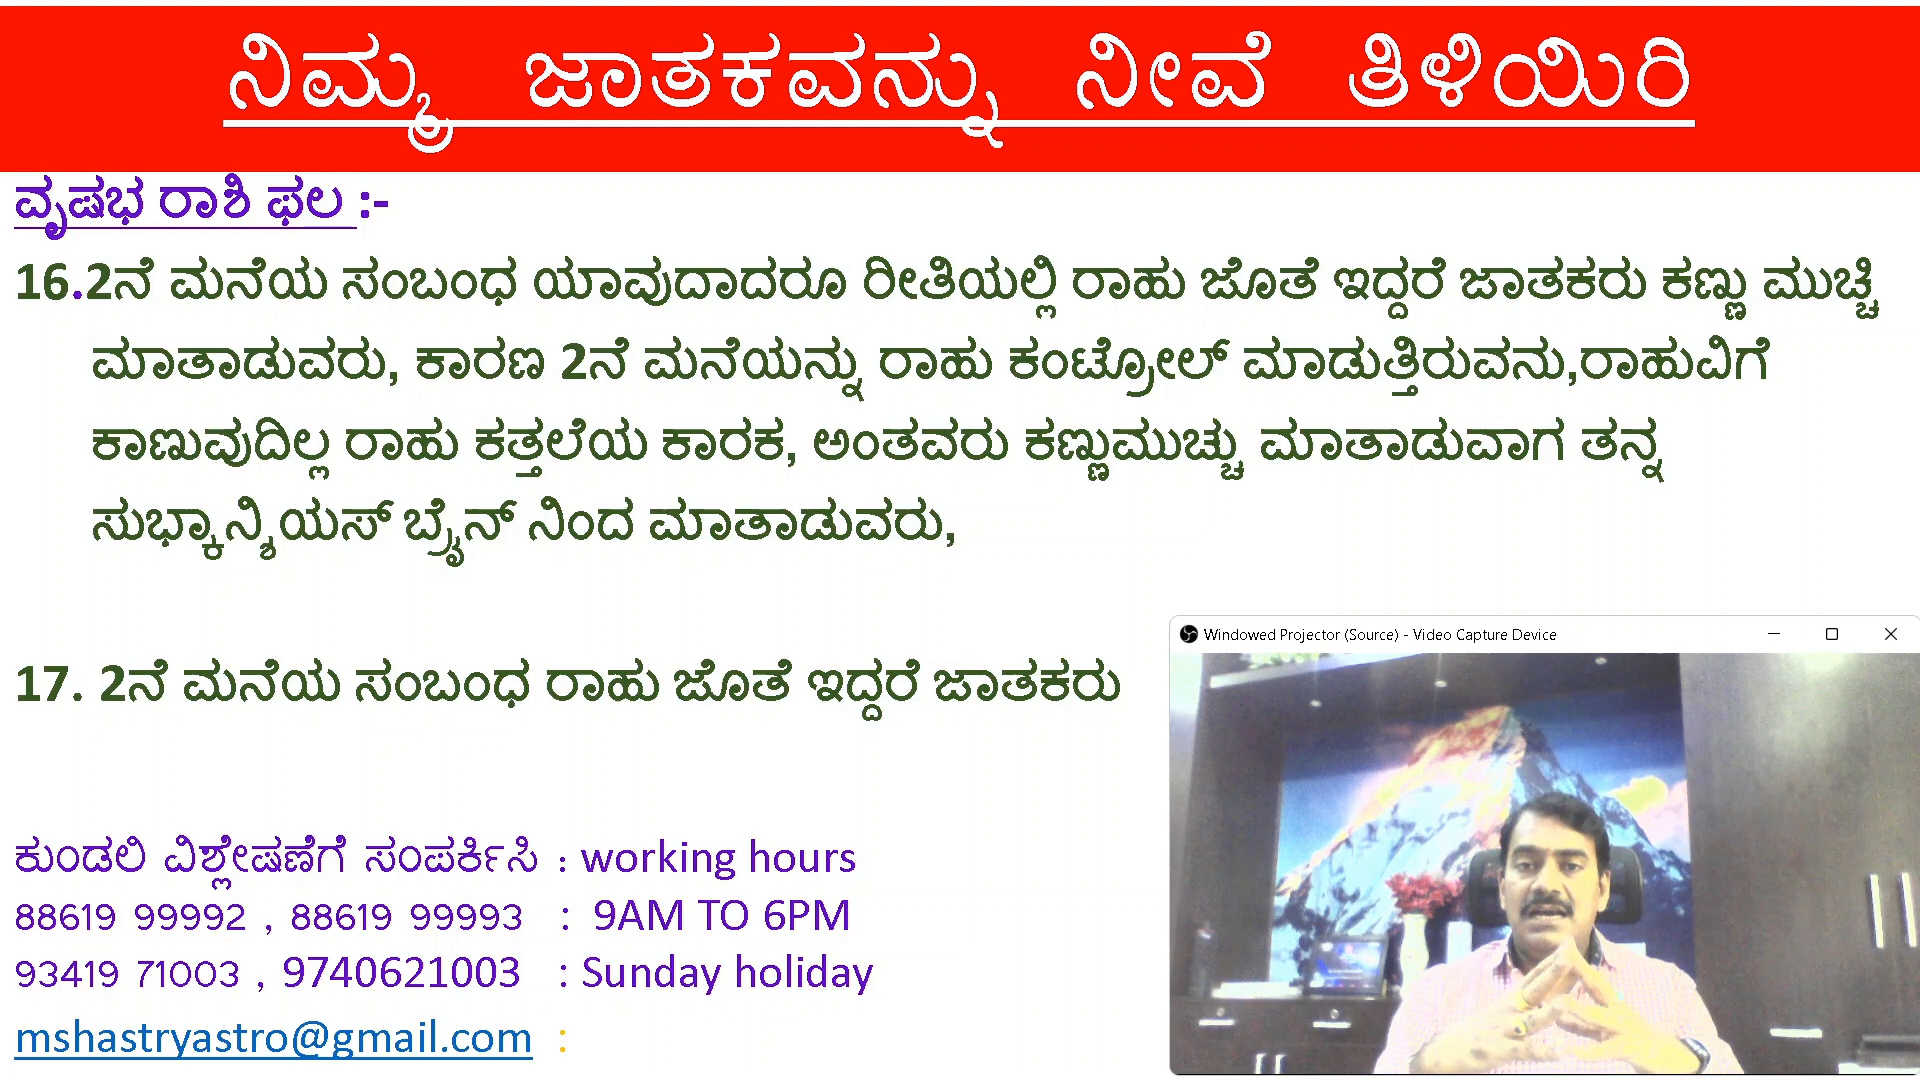 ನಿಮ್ಮ ಜಾತಕವನ್ನು ನೀವೆ ತಿಳಿಯಿರಿ
ವೃಷಭ ರಾಶಿ ಫಲ :-
16.2ನೆ ಮನೆಯ ಸಂಬಂಧ ಯಾವುದಾದರೂ ರೀತಿಯಲ್ಲಿ ರಾಹು ಜೊತೆ ಇದ್ದರೆ ಜಾತಕರು ಕಣ್ಣು ಮುಚ್ಚಿ
ಮಾತಾಡುವರು, ಕಾರಣ 2ನೆ ಮನೆಯನ್ನು ರಾಹು ಕಂಟ್ರೋಲ್ ಮಾಡುತ್ತಿರುವನು,ರಾಹುವಿಗೆ
ಕಾಣುವುದಿಲ್ಲ ರಾಹು ಕತ್ತಲೆಯ ಕಾರಕ, ಅಂತವರು ಕಣ್ಣುಮುಚ್ಚು ಮಾತಾಡುವಾಗ ತನ್ನ
ಸುಭ್ಕಾನ್ಶಿಯಸ್ ಬ್ರೈನ್ ನಿಂದ ಮಾತಾಡುವರು,
17. 2ನೆ ಮನೆಯ ಸಂಬಂಧ ರಾಹು ಜೊತೆ ಇದ್ದರೆ ಜಾತಕರು
Windowed Projector (Source) - Video Capture Device
ಕುಂಡಲಿ ವಿಶ್ಲೇಷಣೆಗೆ ಸಂಪರ್ಕಿಸಿ : working hours
88619 99992 , 88619 99993 : 9AM TO 6PM
93419 71003 , 9740621003 : Sunday holiday
mshastryastro@gmail.com :